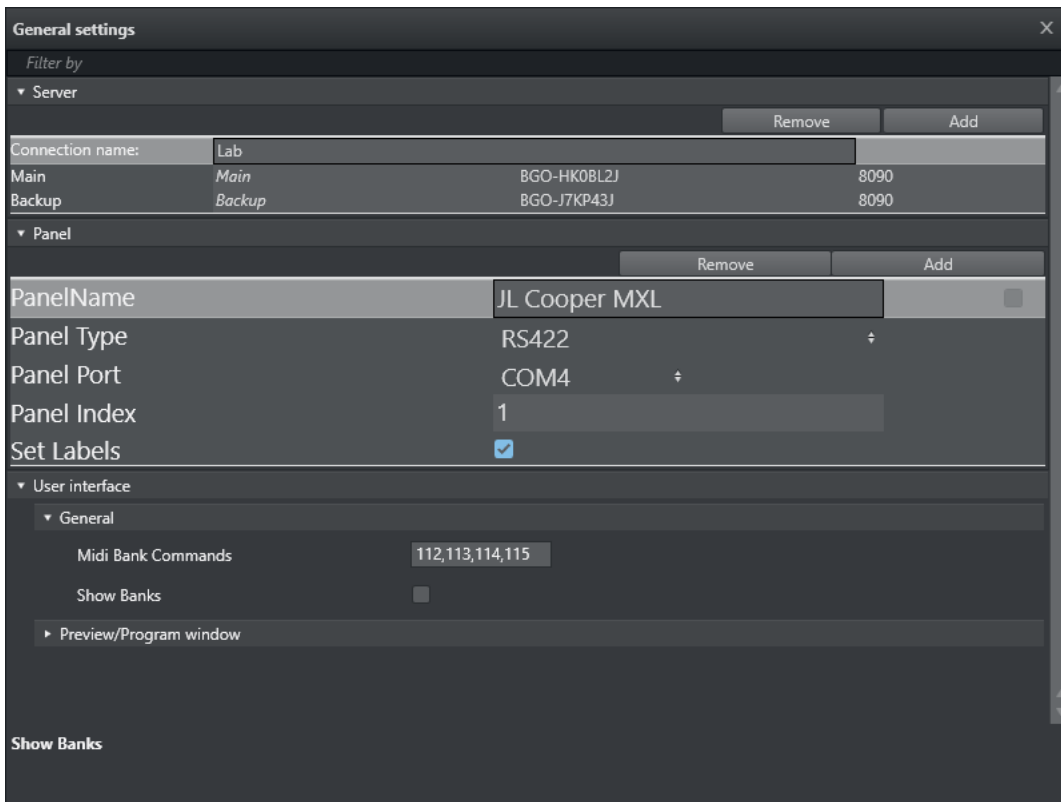 General settings
Filter by
Server
Remove Add
Connection name: Lab
Main Main BGO-HK0BL2J 8090
Backup Backup BGO-J7KP43J 8090
Panel
Remove Add
PanelName JL Cooper MXL
Panel Type RS422
Panel Port COM4
Panel Index 1
Set Labels
User interface
General
Midi Bank Commands 112,113,114,115
Show Banks
Preview/Program window
Show Banks